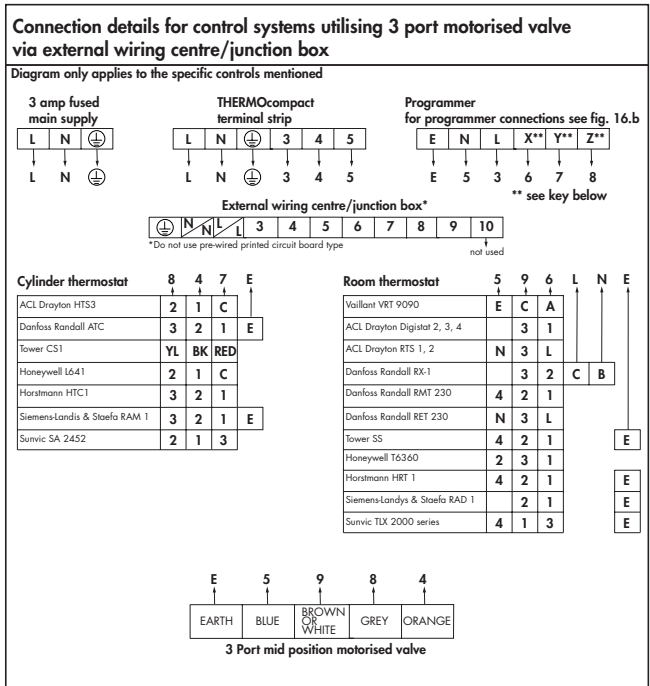 Connection details for control systems utilising 3 port motorised valve
via external wiring centre/junction box
Diagram only applies to the specific controls mentioned
3 amp fused
main supply
L N
L N
THERMOcompact
terminal strip
L N 3 4 5
L N 3 4 5
Programmer
for programmer connections see fig. 16.b
E N L X** Y** Z**
E 5 3 6 7 8
** see key below
External wiring centre/junction box*
N N L L 3 4 5 6 7 8 9 10
*Do not use pre-wired printed circuit board type
not used
Cylinder thermostat 8 4 7 E
ACL Drayton HTS3 2 1 C
Danfoss Randall ATC 3 2 1 E
Tower CS1 YL BK RED
Honeywell L641 2 1 C
Horstmann HTC1 3 2 1
Siemens-Landis & Staefa RAM 1 3 2 1 E
Sunvic SA 2452 2 1 3
Room thermostat 5 9 6 L N E
Vaillant VRT 9090 E C A
ACL Drayton Digistat 2, 3, 4 3 1
ACL Drayton RTS 1, 2 N 3 L
Danfoss Randall RX-1 3 2 C B
Danfoss Randall RMT 230 4 2 1
Danfoss Randall RET 230 N 3 L
Tower SS 4 2 1 E
Honeywell T6360 2 3 1
Horstmann HRT 1 4 2 1 E
Siemens-Landys & Staefa RAD 1 2 1 E
Sunvic TLX 2000 series 4 1 3 E
E 5 9 8 4
EARTH BLUE BROWN OR WHITE GREY ORANGE
3 Port mid position motorised valve